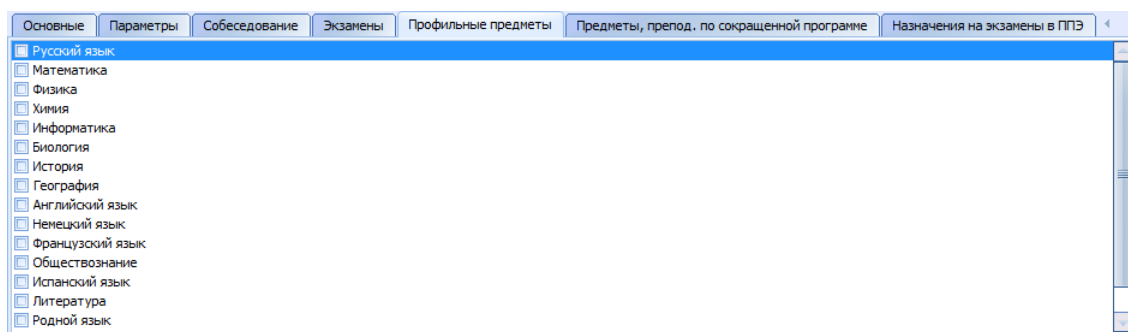 Основные Параметры Собеседование Экзамены Профильные предметы Предметы, препод. по сокращенной программе Назначения на экзамены в ППЭ
Русский язык
Математика
Физика
Химия
Информатика
Биология
История
География
Английский язык
Немецкий язык
Французский язык
Обществознание
Испанский язык
Литература
Родной язык